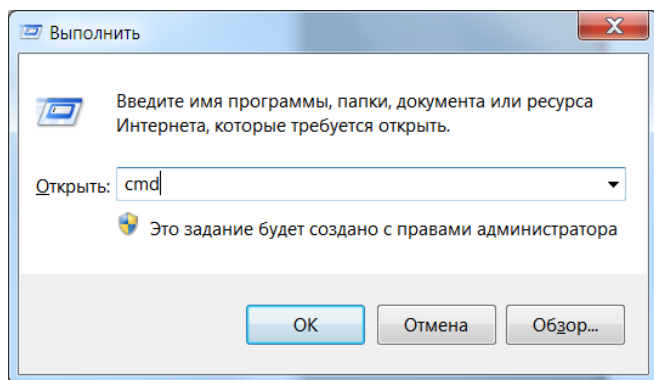 Выполнить
Введите имя программы, папки, документа или ресурса
Интернета, которые требуется открыть.
Открыть: cmd
Это задание будет создано с правами администратора
ОК Отмена Обзор...